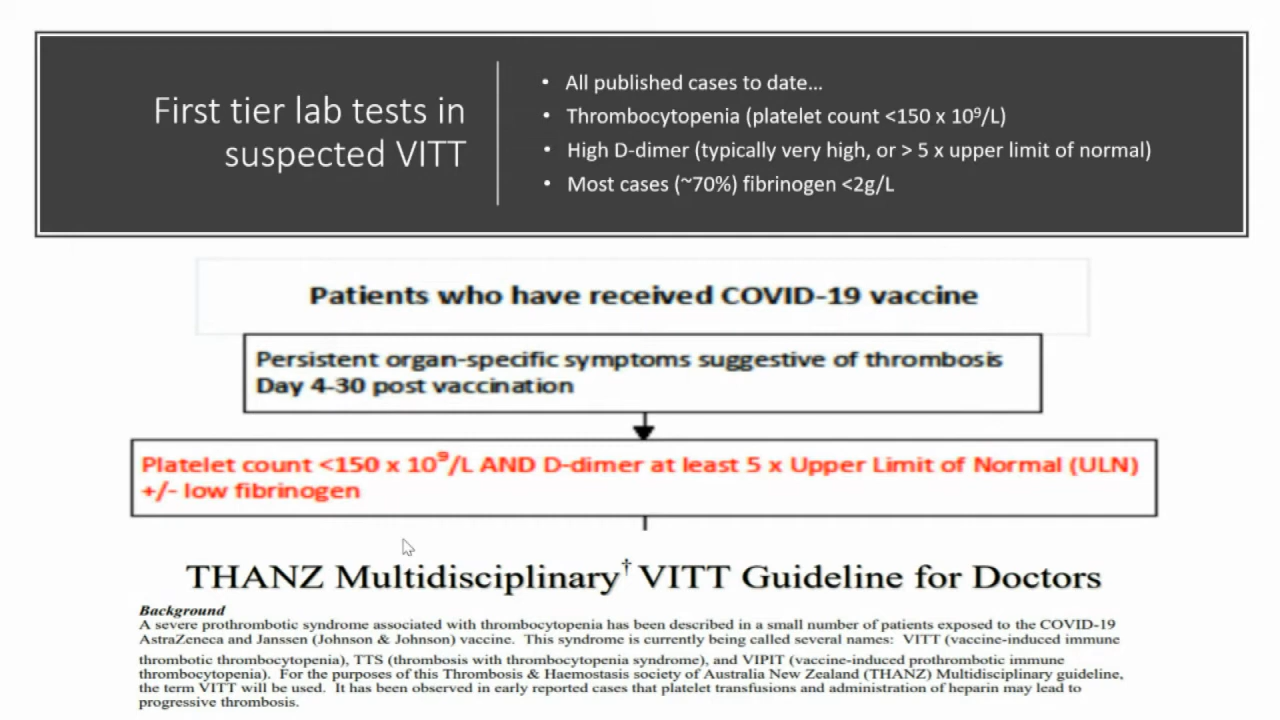 First tier lab tests in
suspected VITT
• All published cases to date...
• Thrombocytopenia (platelet count <150 x 10⁹/L)
• High D-dimer (typically very high, or > 5 x upper limit of normal)
• Most cases (~70%) fibrinogen <2g/L
Patients who have received COVID-19 vaccine
Persistent organ-specific symptoms suggestive of thrombosis
Day 4-30 post vaccination
Platelet count <150 x 10⁹/L AND D-dimer at least 5 x Upper Limit of Normal (ULN)
+/- low fibrinogen
THANZ Multidisciplinary† VITT Guideline for Doctors
Background
A severe prothrombotic syndrome associated with thrombocytopenia has been described in a small number of patients exposed to the COVID-19
AstraZeneca and Janssen (Johnson & Johnson) vaccine. This syndrome is currently being called several names: VITT (vaccine-induced immune
thrombotic thrombocytopenia), TTS (thrombosis with thrombocytopenia syndrome), and VIPIT (vaccine-induced prothrombotic immune
thrombocytopenia). For the purposes of this Thrombosis & Haemostasis society of Australia New Zealand (THANZ) Multidisciplinary guideline,
the term VITT will be used. It has been observed in early reported cases that platelet transfusions and administration of heparin may lead to
progressive thrombosis.